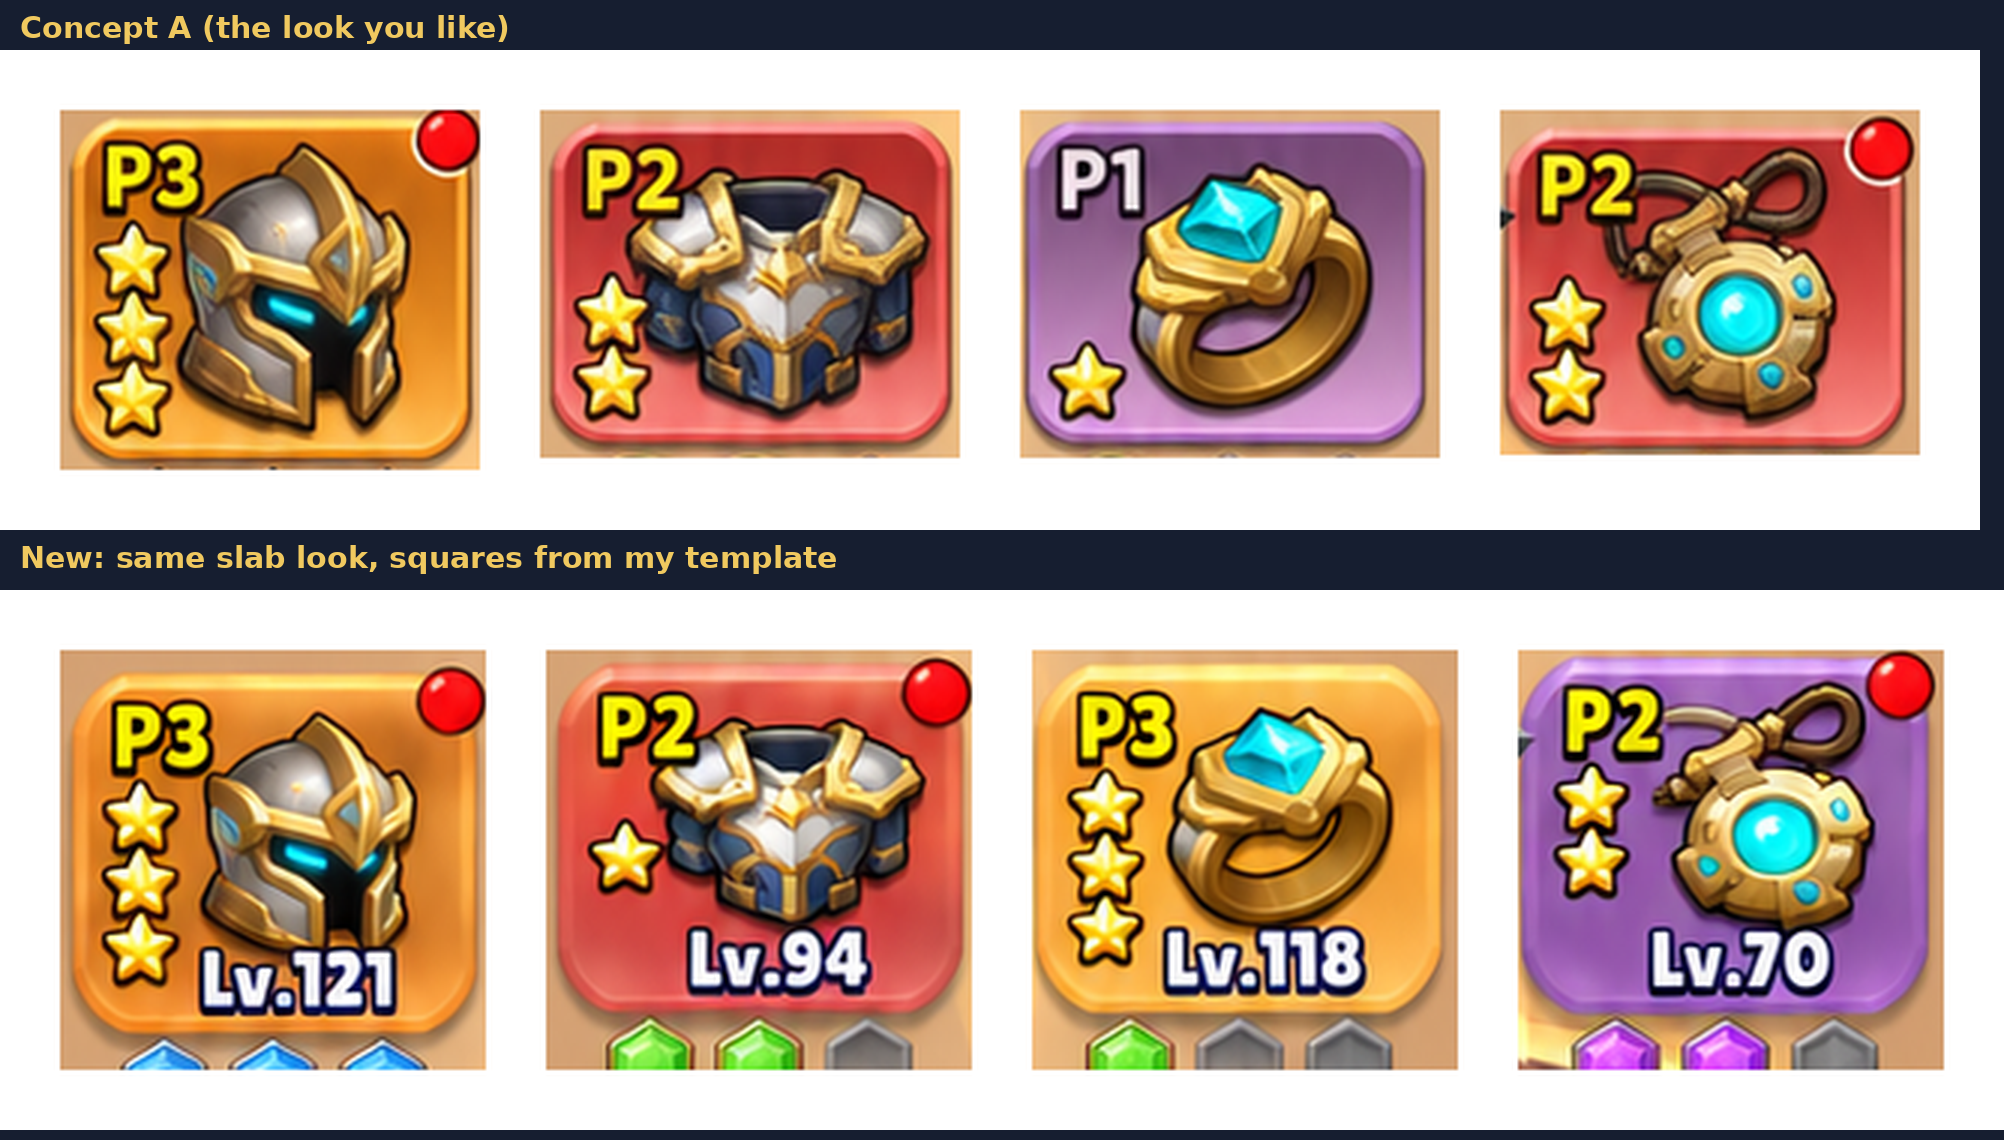 Concept A (the look you like)
P3
P2
P1
P2
New: same slab look, squares from my template
P3
Lv.121
P2
Lv.94
P3
Lv.118
P2
Lv.70